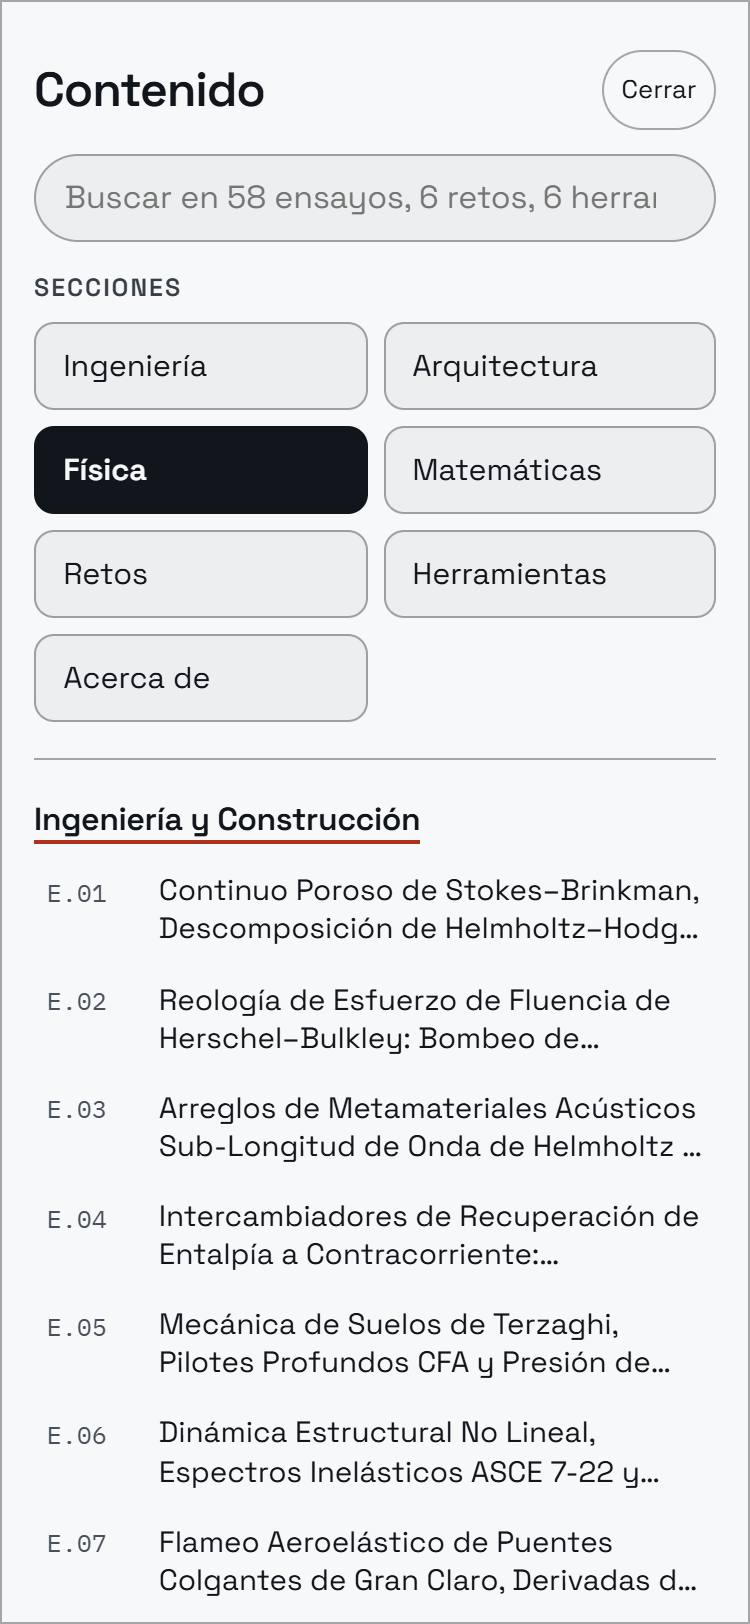 Contenido
Cerrar
Buscar en 58 ensayos, 6 retos, 6
SECCIONES
Ingeniería
Arquitectura
Física
Matemáticas
Retos
Herramientas
Acerca de
Ingeniería y Construcción
E.01 Continuo Poroso de Stokes–Brinkman,
Descomposición de Helmholtz–Hodg…
E.02 Reología de Esfuerzo de Fluencia de
Herschel–Bulkley: Bombeo de…
E.03 Arreglos de Metamateriales Acústicos
Sub-Longitud de Onda de Helmholtz …
E.04 Intercambiadores de Recuperación de
Entalpía a Contracorriente:…
E.05 Mecánica de Suelos de Terzaghi,
Pilotes Profundos CFA y Presión de…
E.06 Dinámica Estructural No Lineal,
Espectros Inelásticos ASCE 7-22 y…
E.07 Flameo Aeroelástico de Puentes
Colgantes de Gran Claro, Derivadas d…